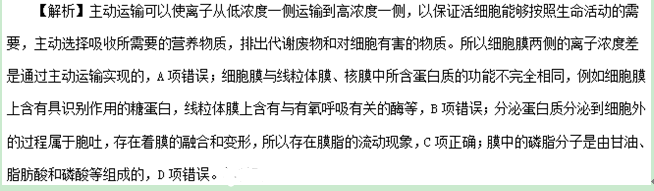 【解析】主动运输可以使离子从低浓度一侧运输到高浓度一侧，以保证活细胞能够按照生命活动的需
要，主动选择吸收所需要的营养物质，排出代谢废物和对细胞有害的物质。所以细胞膜两侧的离子浓度差
是通过主动运输实现的，A 项错误；细胞膜与线粒体膜、核膜中所含蛋白质的功能不完全相同，例如细胞膜
上含有具识别作用的糖蛋白，线粒体膜上含有与有氧呼吸有关的酶等，B 项错误；分泌蛋白质分泌到细胞外
的过程属于胞吐，存在着膜的融合和变形，所以存在膜脂的流动现象，C 项正确；膜中的磷脂分子是由甘油、
脂肪酸和磷酸等组成的，D 项错误。